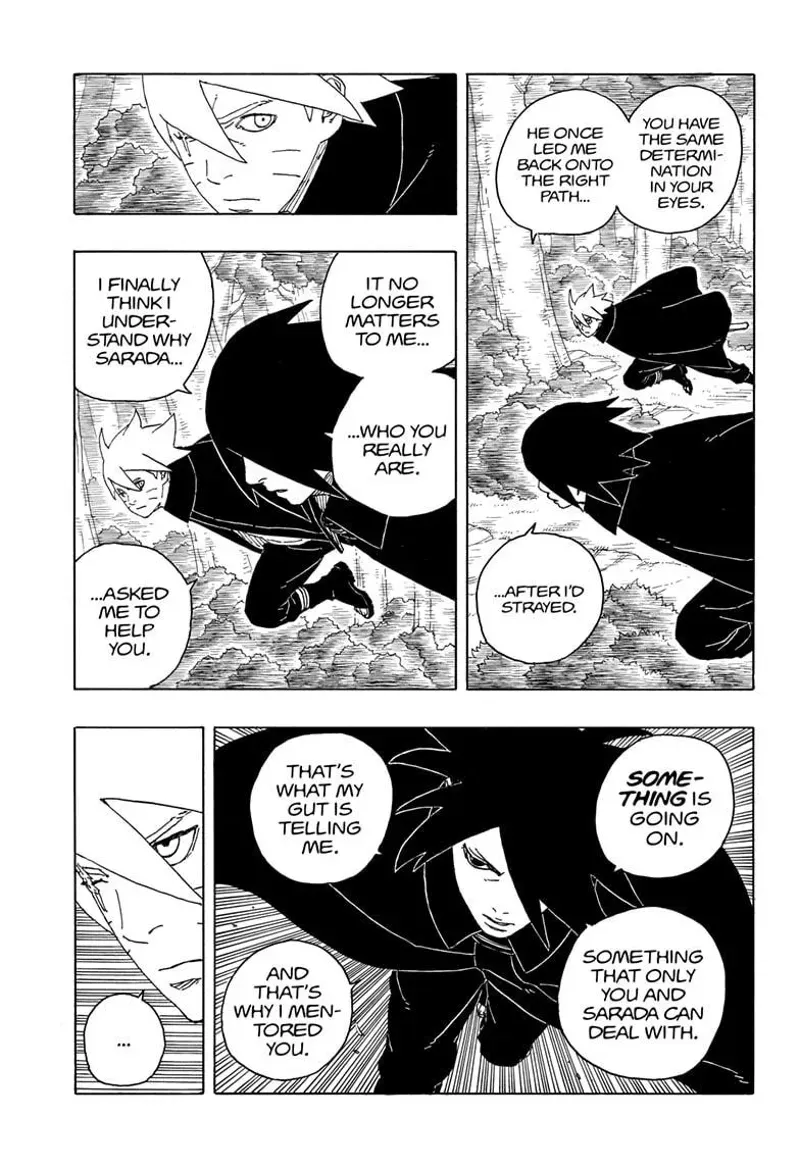 YOU HAVE
THE SAME
DETERMI-
NATION
IN YOUR
EYES.
HE ONCE
LED ME
BACK ONTO
THE RIGHT
PATH...
...AFTER I'D
STRAYED.
IT NO
LONGER
MATTERS
TO ME...
...WHO YOU
REALLY
ARE.
I FINALLY
THINK I
UNDER-
STAND WHY
SARADA...
...ASKED
ME TO
HELP
YOU.
SOME-
THING IS
GOING
ON.
SOMETHING
THAT ONLY
YOU AND
SARADA CAN
DEAL WITH.
THAT'S
WHAT MY
GUT IS
TELLING
ME.
AND
THAT'S
WHY I MEN-
TORED
YOU.
...